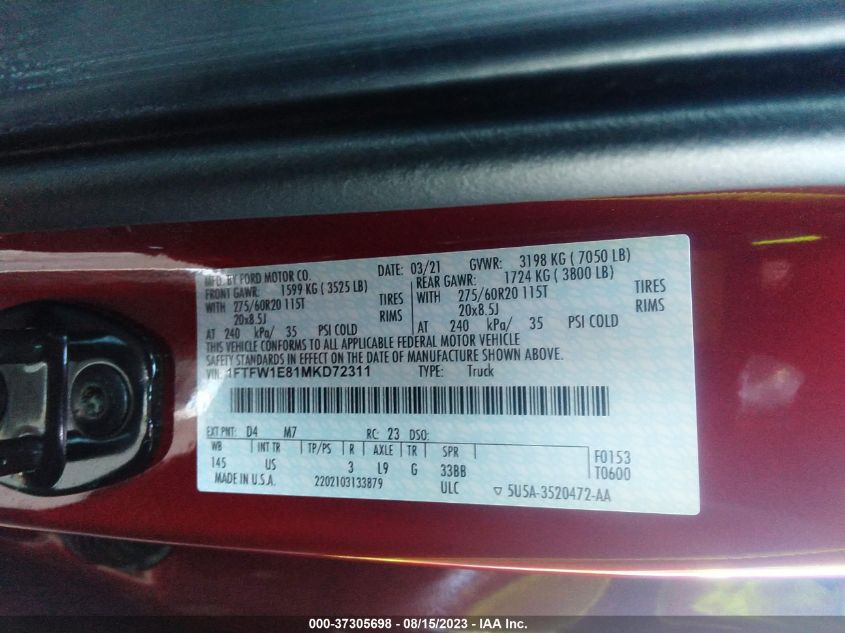 MFD. BY FORD MOTOR CO. DATE: 03/21 GVWR: 3198 KG ( 7050 LB)
FRONT GAWR: 1599 KG ( 3525 LB) REAR GAWR: 1724 KG ( 3800 LB)
WITH 275/60R20 115T TIRES WITH 275/60R20 115T TIRES
20x8.5J RIMS 20x8.5J RIMS
AT 240 kPa/ 35 PSI COLD AT 240 kPa/ 35 PSI COLD
THIS VEHICLE CONFORMS TO ALL APPLICABLE FEDERAL MOTOR VEHICLE
SAFETY STANDARDS IN EFFECT ON THE DATE OF MANUFACTURE SHOWN ABOVE.
VIN: 1FTFW1E81MKD72311 TYPE: Truck
EXT PNT: D4 M7 RC: 23 DSO:
WB INT TR TP/PS R AXLE TR SPR F0153
145 US 3 L9 G 33BB T0600
MADE IN U.S.A. 2202103133879 ULC ▽ 5U5A-3520472-AA
000-37305698 - 08/15/2023 - IAA Inc.